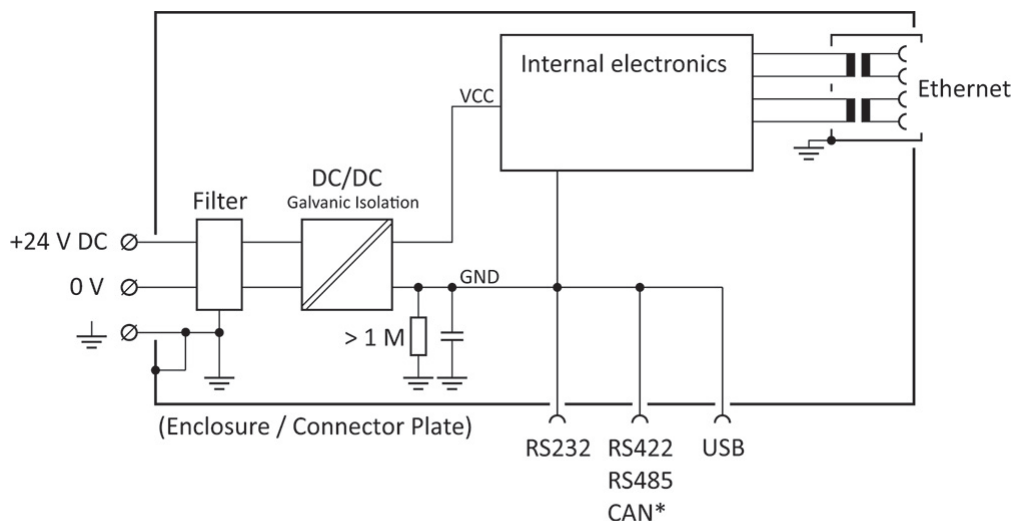 Internal electronics
Ethernet
VCC
DC/DC
Galvanic Isolation
Filter
+24 V DC
0 V
GND
> 1 M
(Enclosure / Connector Plate)
RS232
RS422
USB
RS485
CAN*